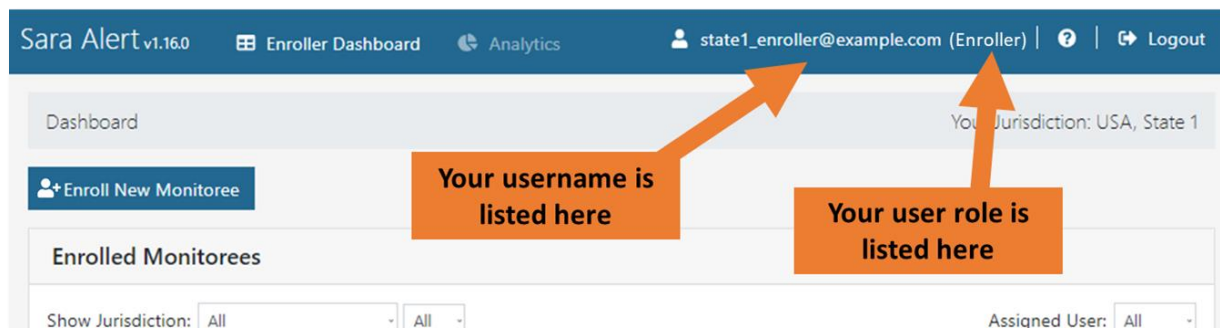 Sara Alert v1.16.0 Enroller Dashboard Analytics state1_enroller@example.com (Enroller) | ? | Logout
Dashboard Your Jurisdiction: USA, State 1
Enroll New Monitoree
Your username is
listed here
Your user role is
listed here
Enrolled Monitorees
Show Jurisdiction: All All Assigned User: All